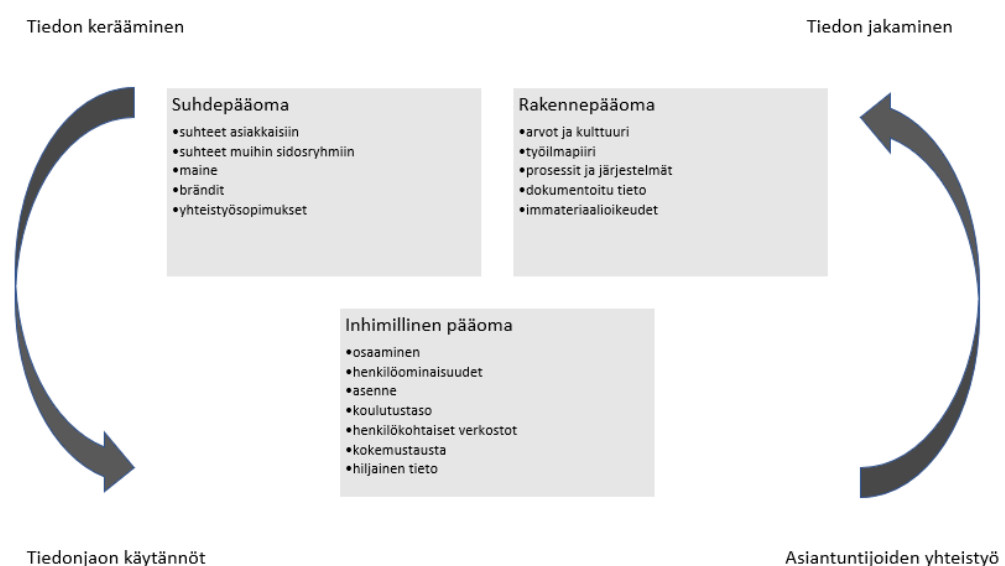 Tiedon kerääminen
Tiedon jakaminen
Suhdepääoma
•suhteet asiakkaisiin
•suhteet muihin sidosryhmiin
•maine
•brändit
•yhteistyösopimukset
Rakennepääoma
•arvot ja kulttuuri
•työilmapiiri
•prosessit ja järjestelmät
•dokumentoitu tieto
•immateriaalioikeudet
Inhimillinen pääoma
•osaaminen
•henkilöominaisuudet
•asenne
•koulutustaso
•henkilökohtaiset verkostot
•kokemustausta
•hiljainen tieto
Tiedonjaon käytännöt
Asiantuntijoiden yhteistyö